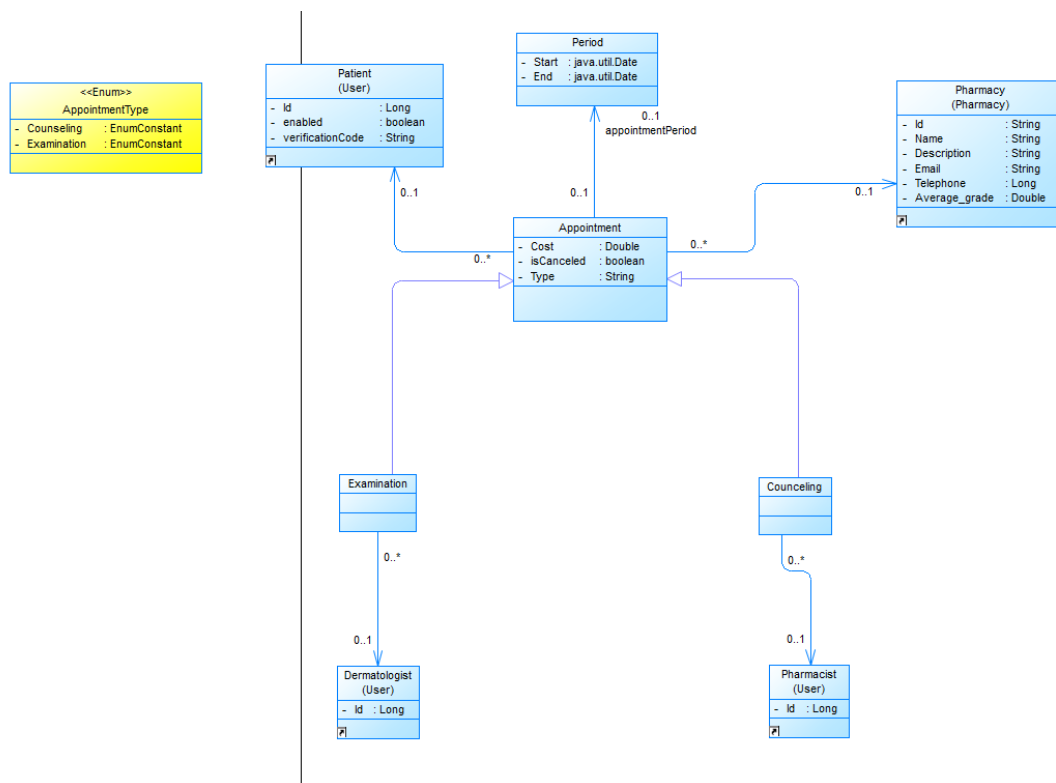 <<Enum>>
AppointmentType
- Counseling : EnumConstant
- Examination : EnumConstant
Patient
(User)
- Id : Long
- enabled : boolean
- verificationCode : String
Period
- Start : java.util.Date
- End : java.util.Date
Pharmacy
(Pharmacy)
- Id : String
- Name : String
- Description : String
- Email : String
- Telephone : Long
- Average_grade : Double
0..1
appointmentPeriod
0..1
0..1
0..1
0..*
0..*
Appointment
- Cost : Double
- isCanceled : boolean
- Type : String
Examination
Counceling
0..*
0..*
0..1
0..1
Dermatologist
(User)
- Id : Long
Pharmacist
(User)
- Id : Long